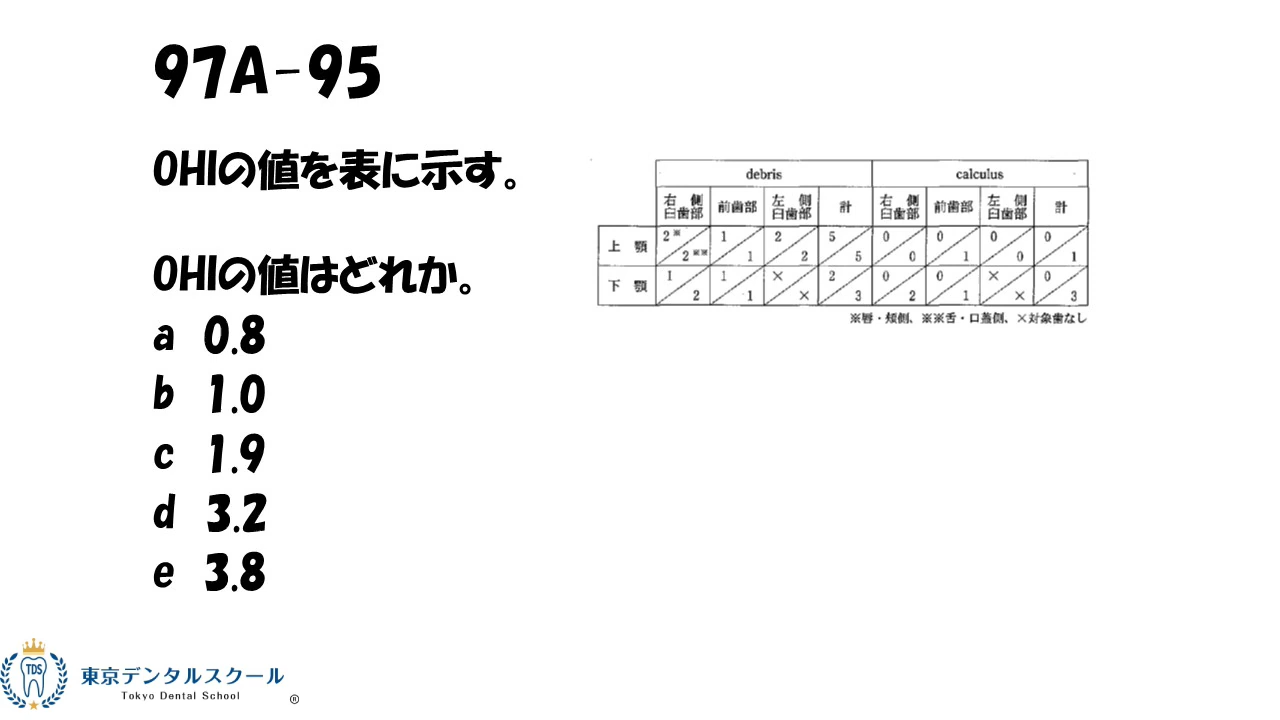 97A-95
OHIの値を表に示す。
OHIの値はどれか。
a 0.8
b 1.0
c 1.9
d 3.2
e 3.8
debris calculus
右側臼歯部 前歯部 左側臼歯部 計 右側臼歯部 前歯部 左側臼歯部 計
上顎 2※/2※※ 1/1 2/2 5/5 0/0 0/1 0/0 0/1
下顎 1/2 1/1 ×/× 2/3 0/2 0/1 ×/× 0/3
※唇・頬側、※※舌・口蓋側、×対象歯なし
TDS
東京デンタルスクール
Tokyo Dental School ®